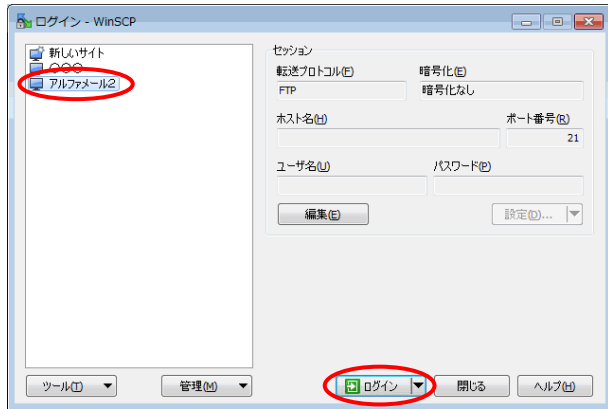 ログイン - WinSCP
新しいサイト
〇〇〇
アルファメール2
セッション
転送プロトコル(F)
暗号化(E)
FTP
暗号化なし
ホスト名(H)
ポート番号(R)
21
ユーザ名(U)
パスワード(P)
編集(E)
設定(D)...
ツール(T)
管理(M)
ログイン
閉じる
ヘルプ(H)